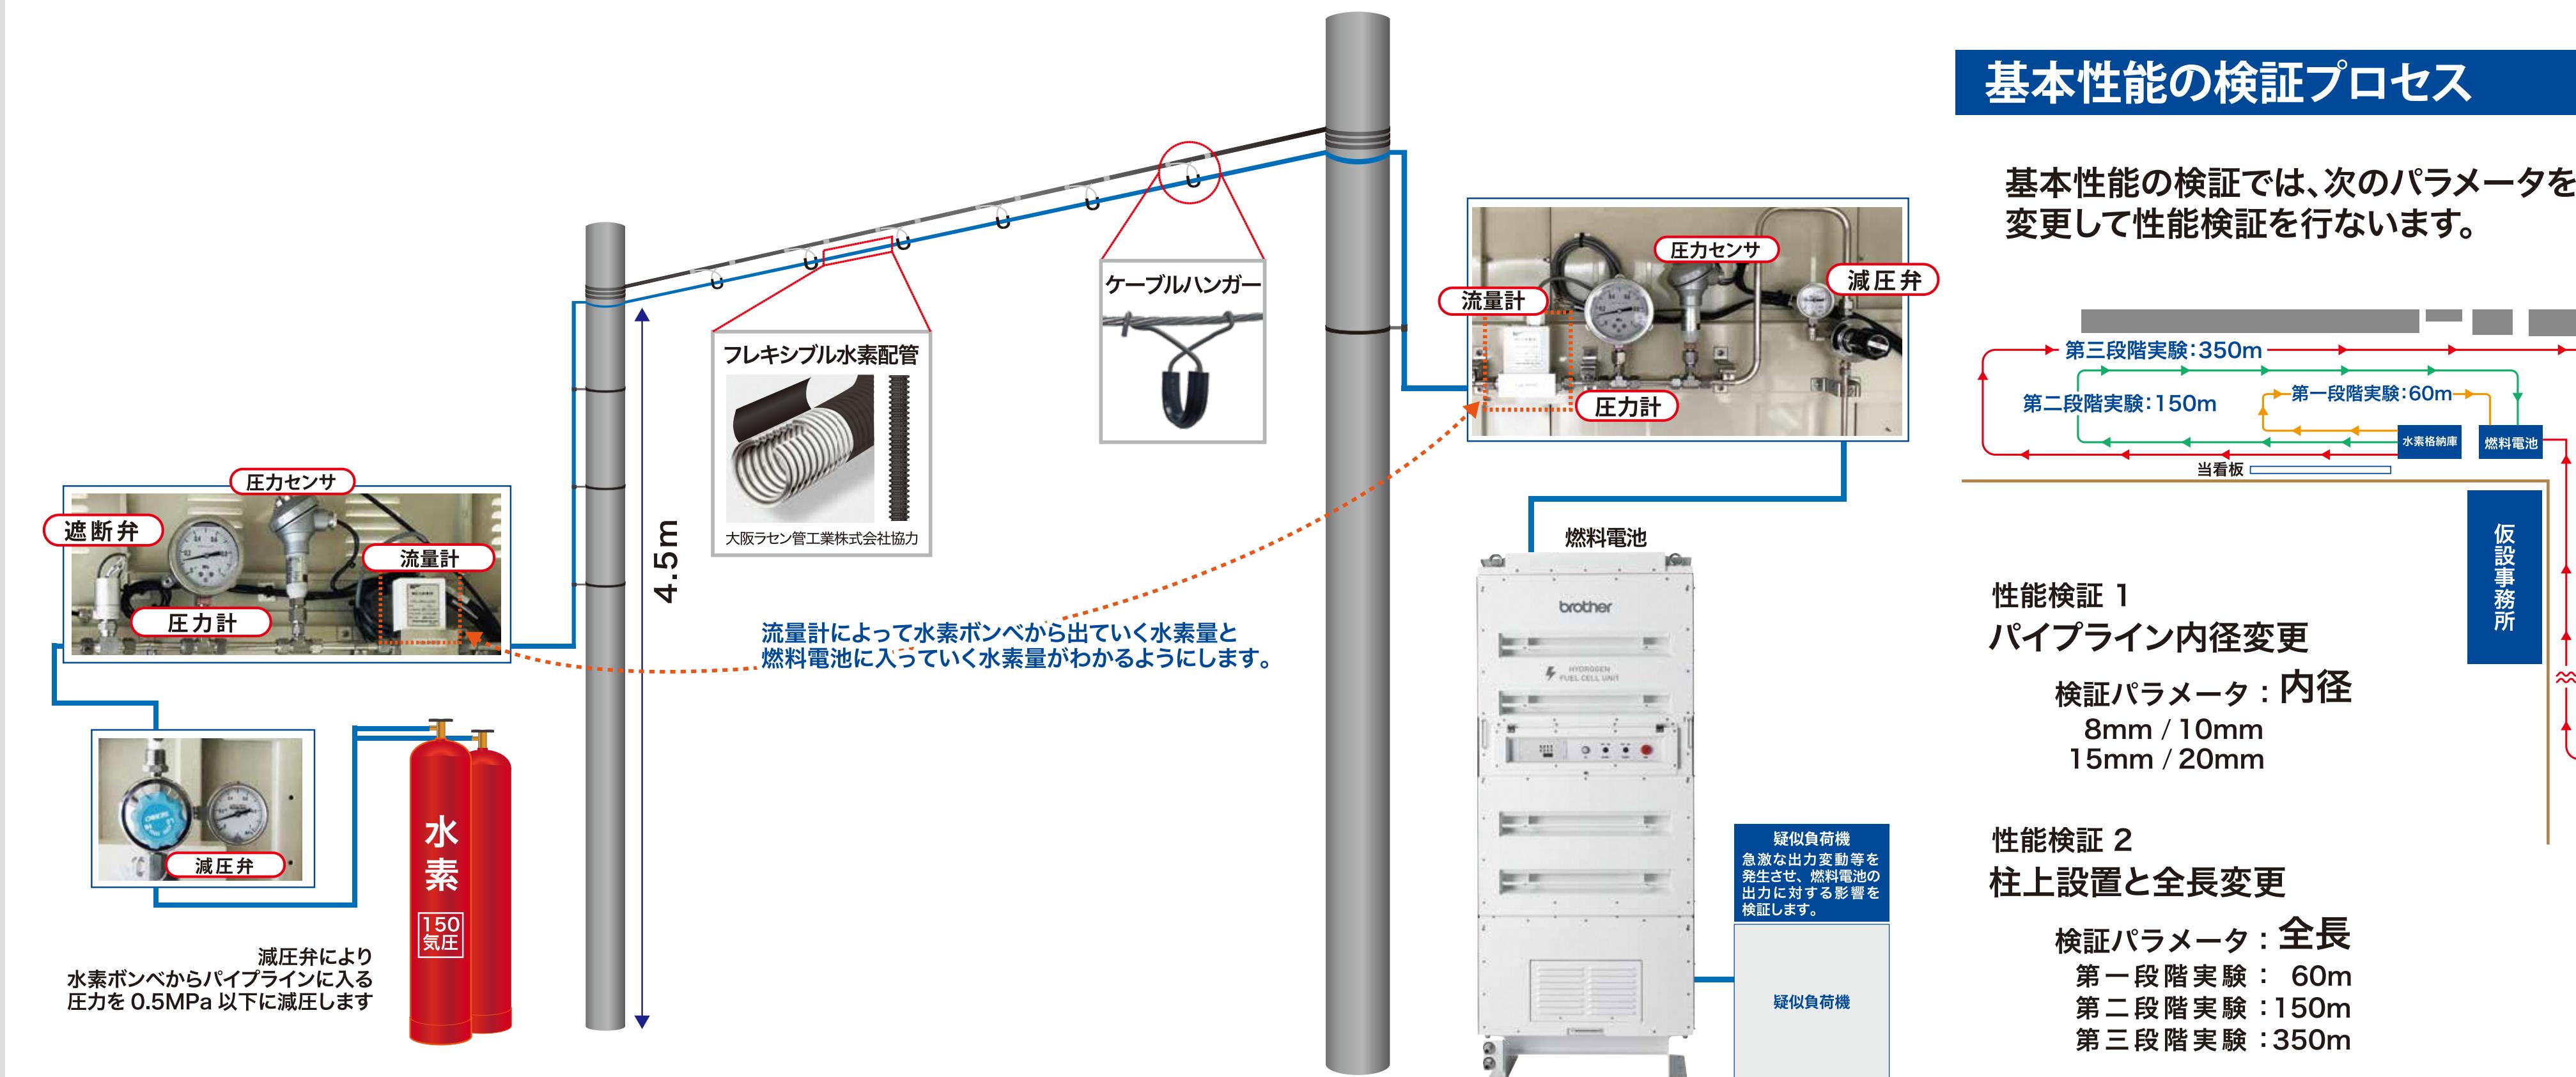 基本性能の検証プロセス
基本性能の検証では、次のパラメータを
変更して性能検証を行ないます。
圧力センサ
減圧弁
流量計
圧力計
ケーブルハンガー
フレキシブル水素配管
大阪ラセン管工業株式会社協力
4.5m
圧力センサ
遮断弁
流量計
圧力計
流量計によって水素ボンベから出ていく水素量と
燃料電池に入っていく水素量がわかるようにします。
減圧弁
水素
150
気圧
減圧弁により
水素ボンベからパイプラインに入る
圧力を 0.5MPa 以下に減圧します
燃料電池
brother
HYDROGEN
FUEL CELL UNIT
疑似負荷機
急激な出力変動等を
発生させ、燃料電池の
出力に対する影響を
検証します。
疑似負荷機
第三段階実験：350m
第一段階実験：60m
第二段階実験：150m
水素格納庫
燃料電池
当看板
仮設事務所
性能検証 1
パイプライン内径変更
検証パラメータ：内径
8mm / 10mm
15mm / 20mm
性能検証 2
柱上設置と全長変更
検証パラメータ：全長
第一段階実験： 60m
第二段階実験：150m
第三段階実験：350m